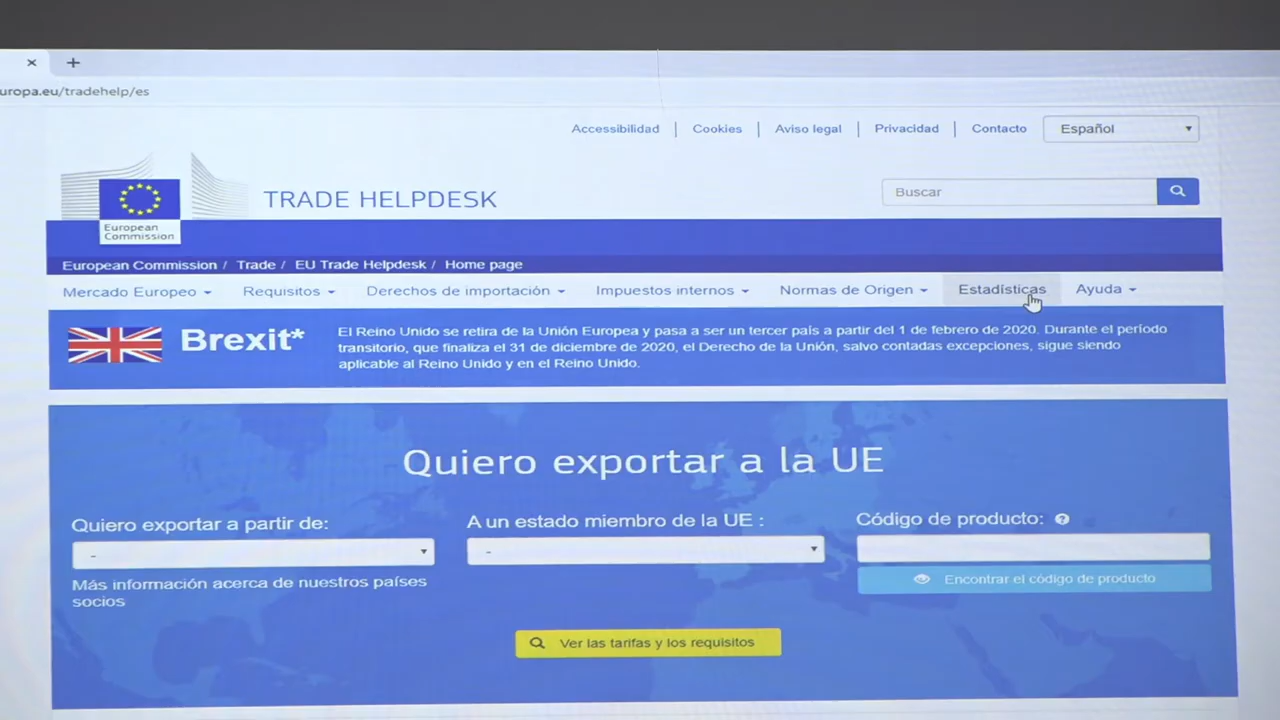 uropa.eu/tradehelp/es
Accessibilidad | Cookies | Aviso legal | Privacidad | Contacto
Español
European
Commission
TRADE HELPDESK
Buscar
European Commission / Trade / EU Trade Helpdesk / Home page
Mercado Europeo Requisitos Derechos de importación Impuestos internos Normas de Origen Estadísticas Ayuda
Brexit*
El Reino Unido se retira de la Unión Europea y pasa a ser un tercer país a partir del 1 de febrero de 2020. Durante el período
transitorio, que finaliza el 31 de diciembre de 2020, el Derecho de la Unión, salvo contadas excepciones, sigue siendo
aplicable al Reino Unido y en el Reino Unido.
Quiero exportar a la UE
Quiero exportar a partir de:
-
Más información acerca de nuestros países
socios
A un estado miembro de la UE :
-
Código de producto:
Encontrar el código de producto
Ver las tarifas y los requisitos